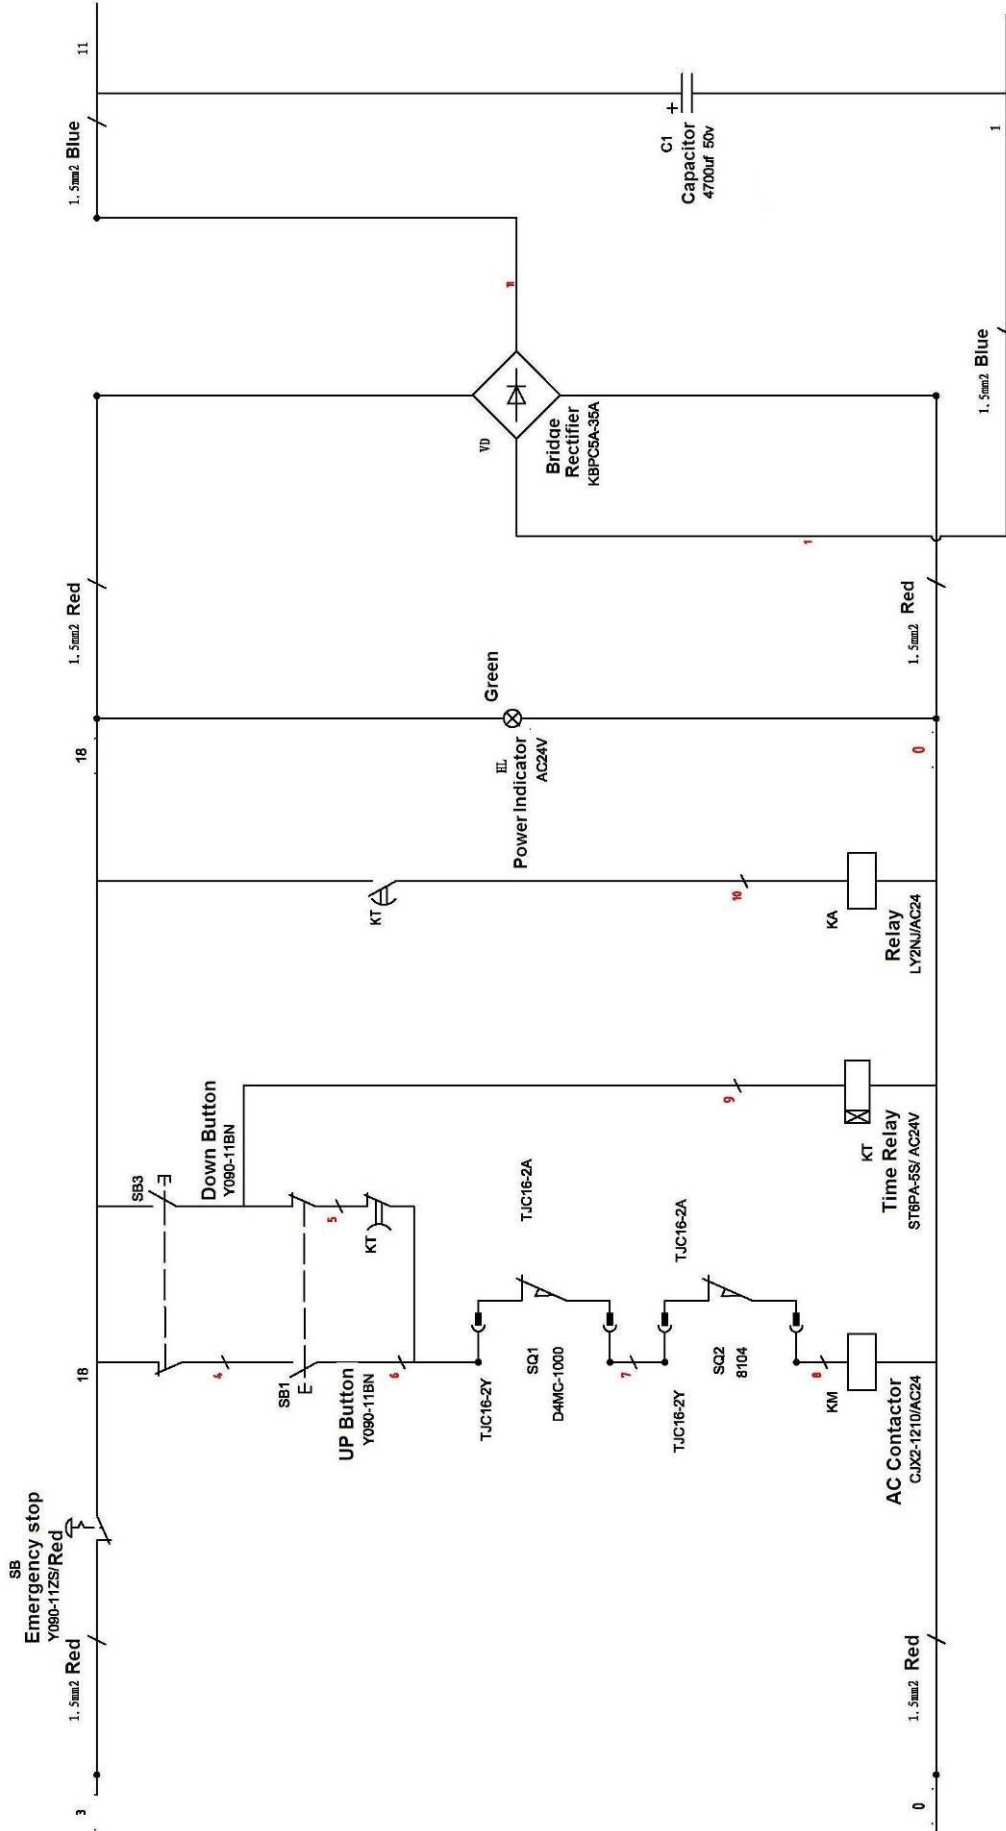 3
1.5mm2 Red
SB
Emergency stop
Y090-11ZS/Red
18
SB3
Down Button
Y090-11BN
4
SB1
UP Button
Y090-11BN
5
KT
6
TJC16-2Y
SQ1
D4MC-1000
TJC16-2A
7
TJC16-2Y
SQ2
8104
TJC16-2A
8
KM
AC Contactor
CJX2-1210/AC24
0
1.5mm2 Red
9
KT
Time Relay
ST6PA-5S/ AC24V
KT
10
KA
Relay
LY2NJ/AC24
18
HL
Power Indicator
AC24V
Green
0
1.5mm2 Red
1.5mm2 Red
VD
Bridge
Rectifier
KBPC5A-35A
11
1
1.5mm2 Blue
11
C1
Capacitor
4700uf 50v
+
1.5mm2 Blue
1